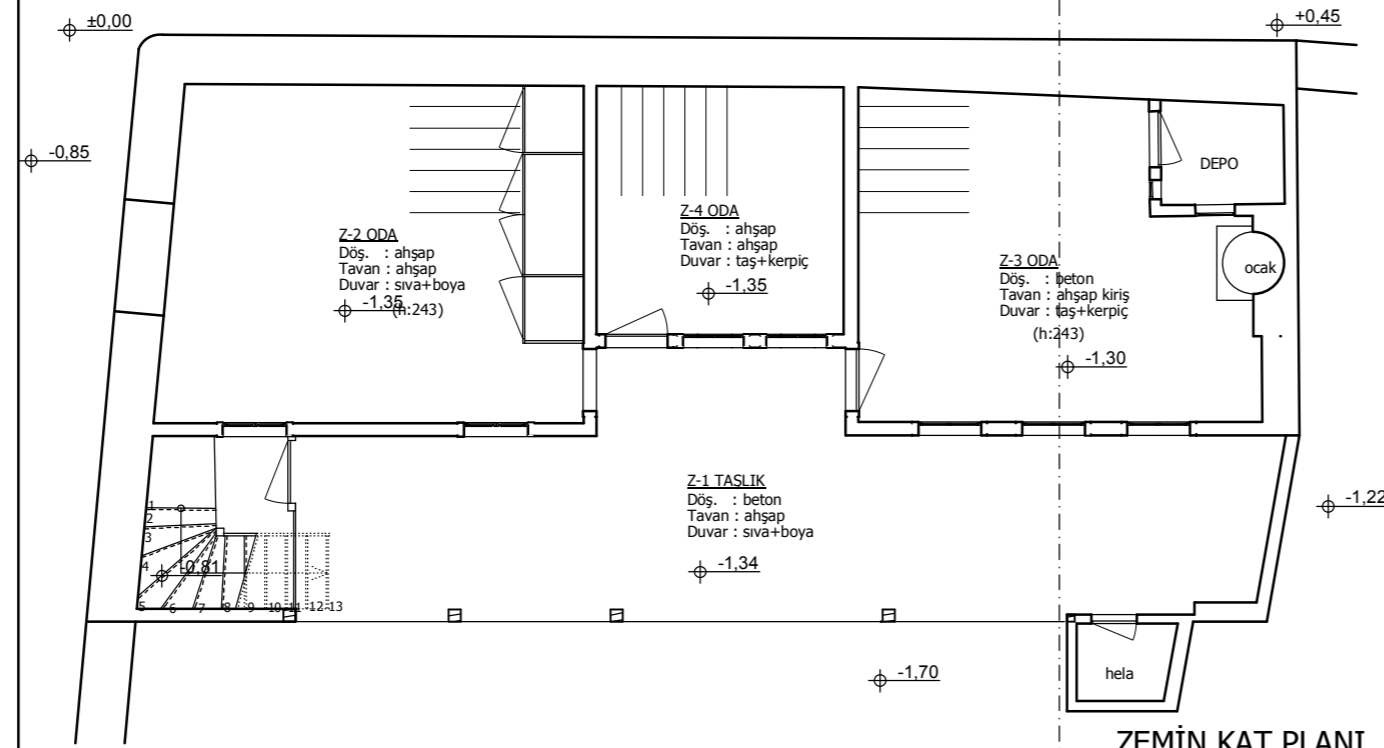 ±0,00
+0,45
-0,85
DEPO
Z-2 ODA
Döş. : ahşap
Tavan : ahşap
Duvar : sıva+boya
-1,35
(h:243)
Z-4 ODA
Döş. : ahşap
Tavan : ahşap
Duvar : taş+kerpiç
-1,35
Z-3 ODA
Döş. : beton
Tavan : ahşap kiriş
Duvar : taş+kerpiç
(h:243)
-1,30
ocak
Z-1 TAŞLIK
Döş. : beton
Tavan : ahşap
Duvar : sıva+boya
-1,34
-1,22
1
2
3
4
-0,81
5 6 7 8 9 10 11 12 13
-1,70
hela
ZEMİN KAT PLANI